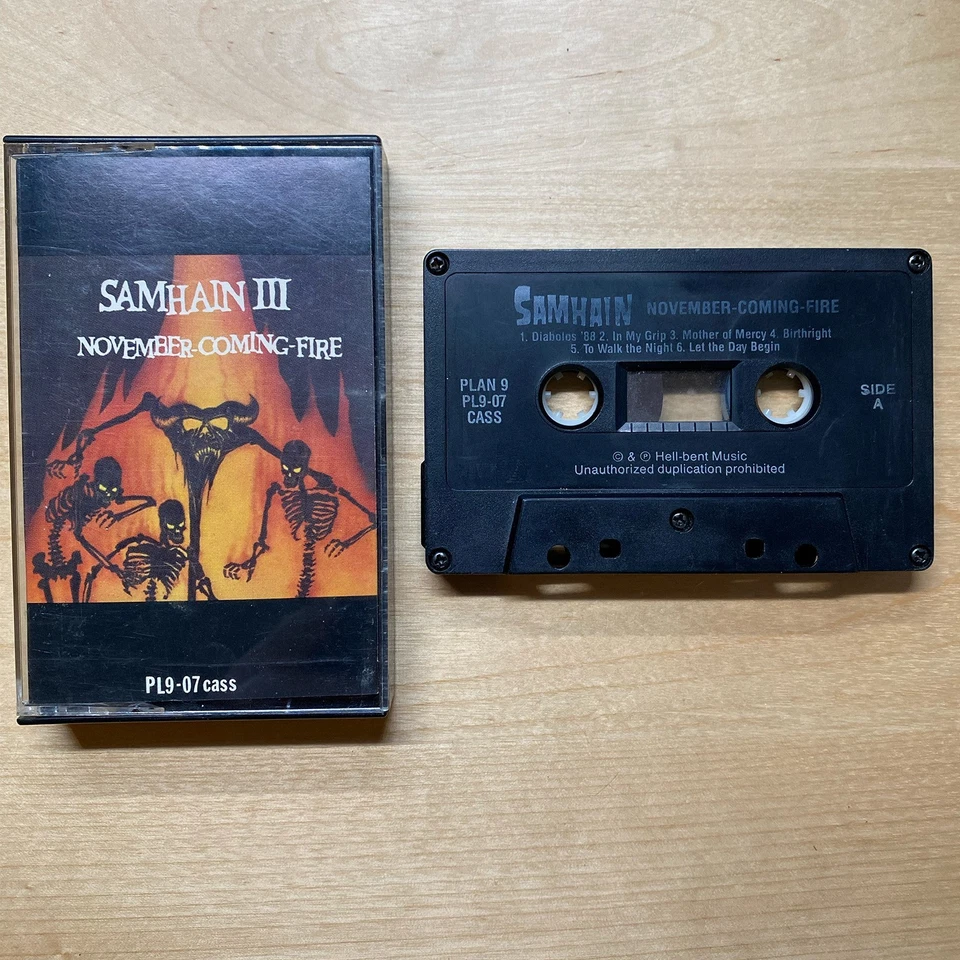 SAMHAIN III
NOVEMBER-COMING-FIRE
PL9-07 cass
SAMHAIN NOVEMBER-COMING-FIRE
1. Diabolos '88 2. In My Grip 3. Mother of Mercy 4. Birthright
5. To Walk the Night 6. Let the Day Begin
PLAN 9
PL9-07
CASS
SIDE
A
© & ℗ Hell-bent Music
Unauthorized duplication prohibited